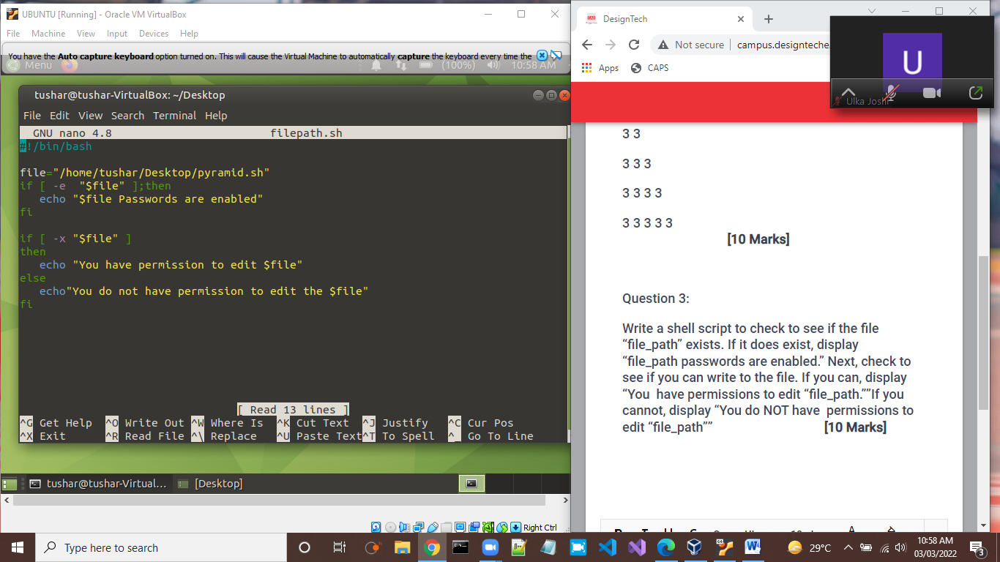 UBUNTU [Running] - Oracle VM VirtualBox
File Machine View Input Devices Help
You have the Auto capture keyboard option turned on. This will cause the Virtual Machine to automatically capture the keyboard every time the
Menu (100%) 10:58 AM
tushar@tushar-VirtualBox: ~/Desktop
File Edit View Search Terminal Help
GNU nano 4.8 filepath.sh
#!/bin/bash
file="/home/tushar/Desktop/pyramid.sh"
if [ -e  "$file" ];then
   echo "$file Passwords are enabled"
fi
if [ -x "$file" ]
then
   echo "You have permission to edit $file"
else
   echo"You do not have permission to edit the $file"
fi
[ Read 13 lines ]
^G Get Help ^O Write Out ^W Where Is ^K Cut Text ^J Justify ^C Cur Pos
^X Exit ^R Read File ^\ Replace ^U Paste Text ^T To Spell ^_ Go To Line
tushar@tushar-Virtual... [Desktop]
Right Ctrl
DesignTech
Not secure campus.designteche
Apps CAPS
U
Ulka Joshi
3 3
3 3 3
3 3 3 3
3 3 3 3 3
[10 Marks]
Question 3:
Write a shell script to check to see if the file
“file_path” exists. If it does exist, display
“file_path passwords are enabled.” Next, check to
see if you can write to the file. If you can, display
“You  have permissions to edit “file_path.””If you
cannot, display “You do NOT have  permissions to
edit “file_path”” [10 Marks]
Type here to search
29°C
10:58 AM
03/03/2022
3